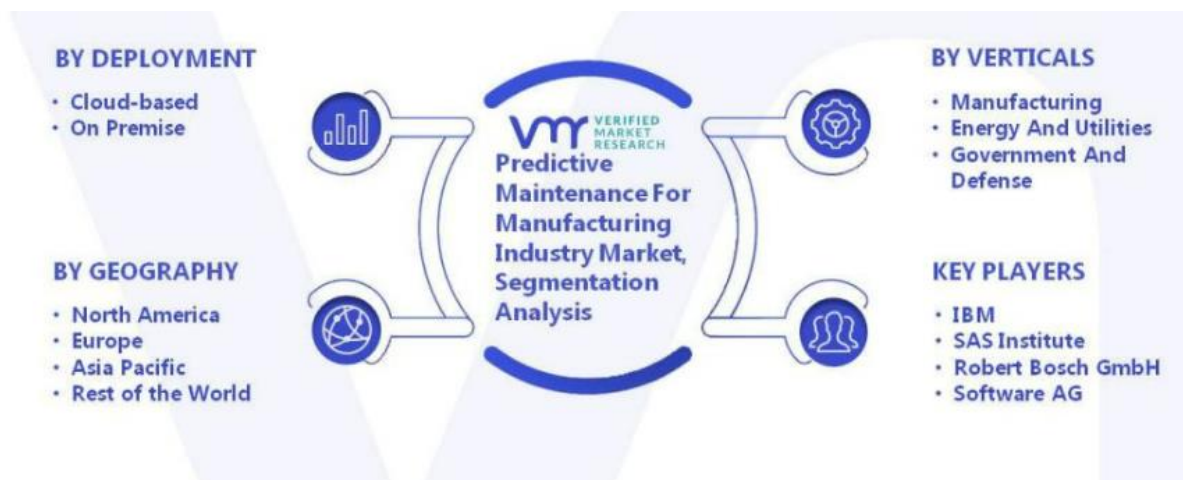 BY DEPLOYMENT
• Cloud-based
• On Premise
BY GEOGRAPHY
• North America
• Europe
• Asia Pacific
• Rest of the World
vmr
VERIFIED
MARKET
RESEARCH
Predictive
Maintenance For
Manufacturing
Industry Market,
Segmentation
Analysis
BY VERTICALS
• Manufacturing
• Energy And Utilities
• Government And
Defense
KEY PLAYERS
• IBM
• SAS Institute
• Robert Bosch GmbH
• Software AG